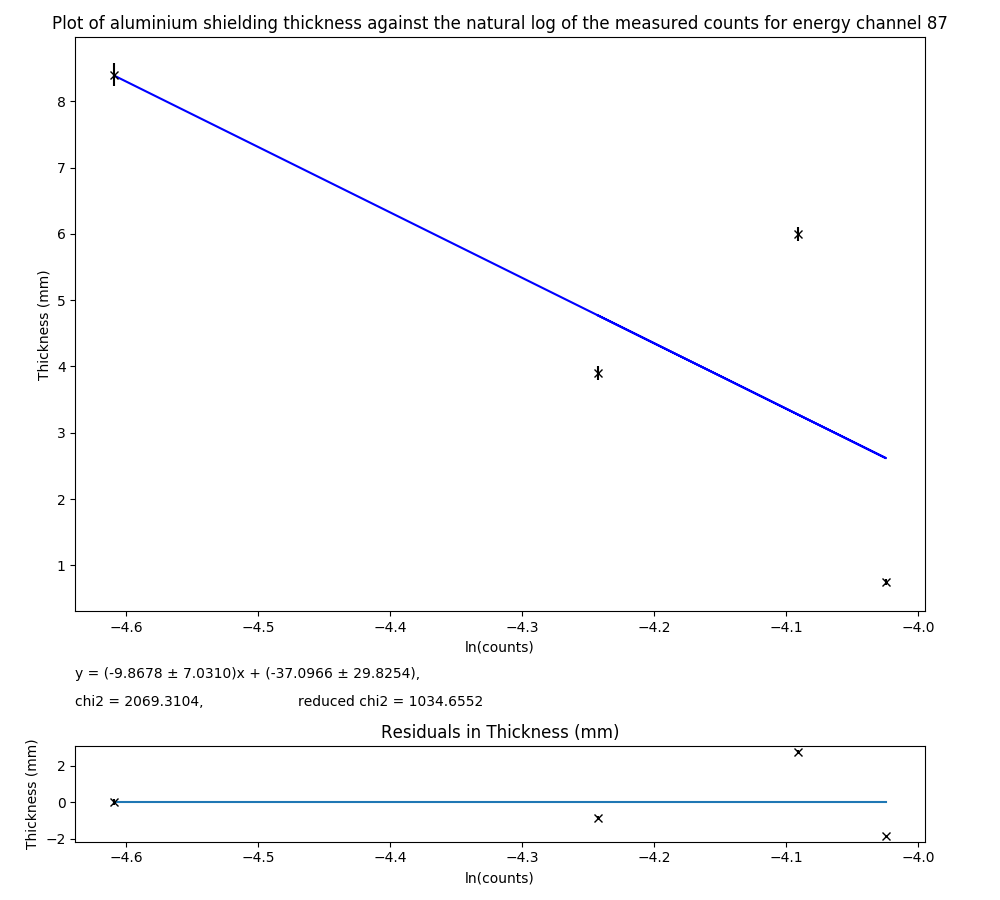 Plot of aluminium shielding thickness against the natural log of the measured counts for energy channel 87
Thickness (mm)
8
7
6
5
4
3
2
1
−4.6 −4.5 −4.4 −4.3 −4.2 −4.1 −4.0
ln(counts)
y = (-9.8678 ± 7.0310)x + (-37.0966 ± 29.8254),
chi2 = 2069.3104, reduced chi2 = 1034.6552
Residuals in Thickness (mm)
Thickness (mm)
2
0
−2
−4.6 −4.5 −4.4 −4.3 −4.2 −4.1 −4.0
ln(counts)